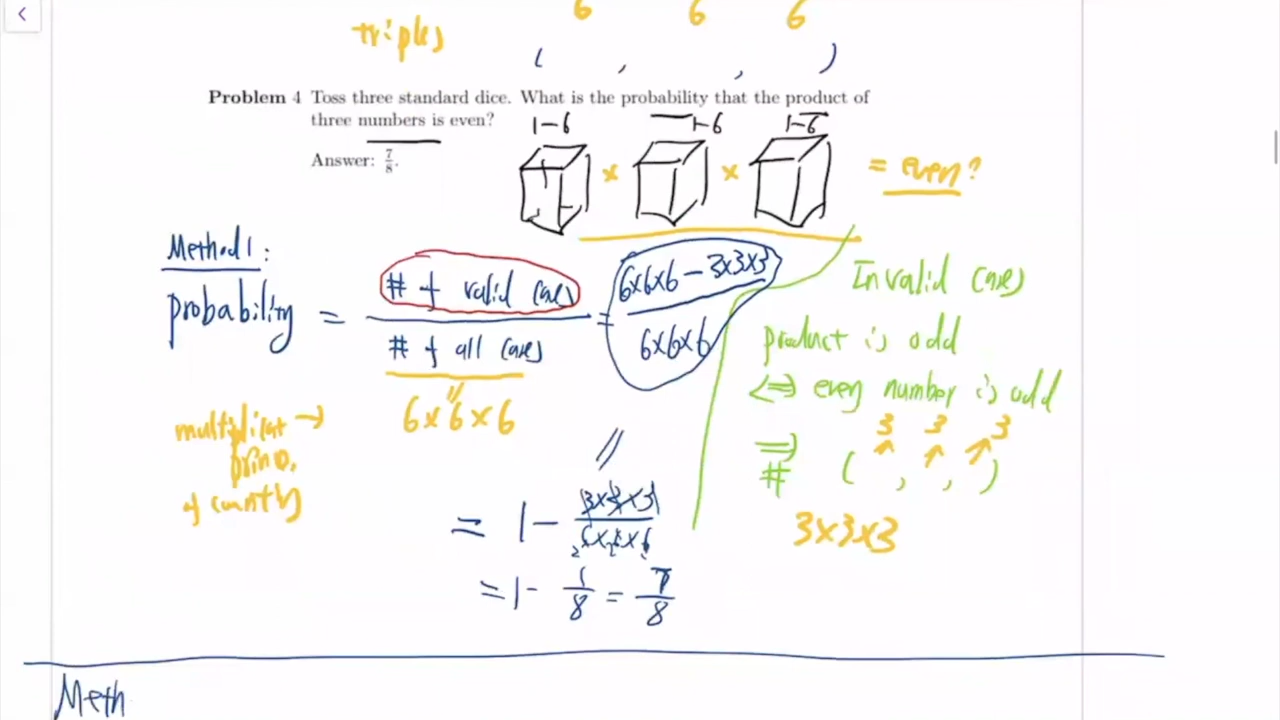 6 6 6
triples
( , , )
Problem 4 Toss three standard dice. What is the probability that the product of
three numbers is even?
1-6 1-6 1-6
Answer: 7/8.
× × = even?
Method 1:
probability = # of valid cases / # of all cases = 6×6×6 - 3×3×3 / 6×6×6
6×6×6
multiplicat →
princ.
of counting
= 1 - 3×3×3 / 6×6×6
2 2 2
= 1 - 1/8 = 7/8
Invalid cases
product is odd
⟺ every number is odd
3 3 3
⟹ # ( , , )
3×3×3
Meth